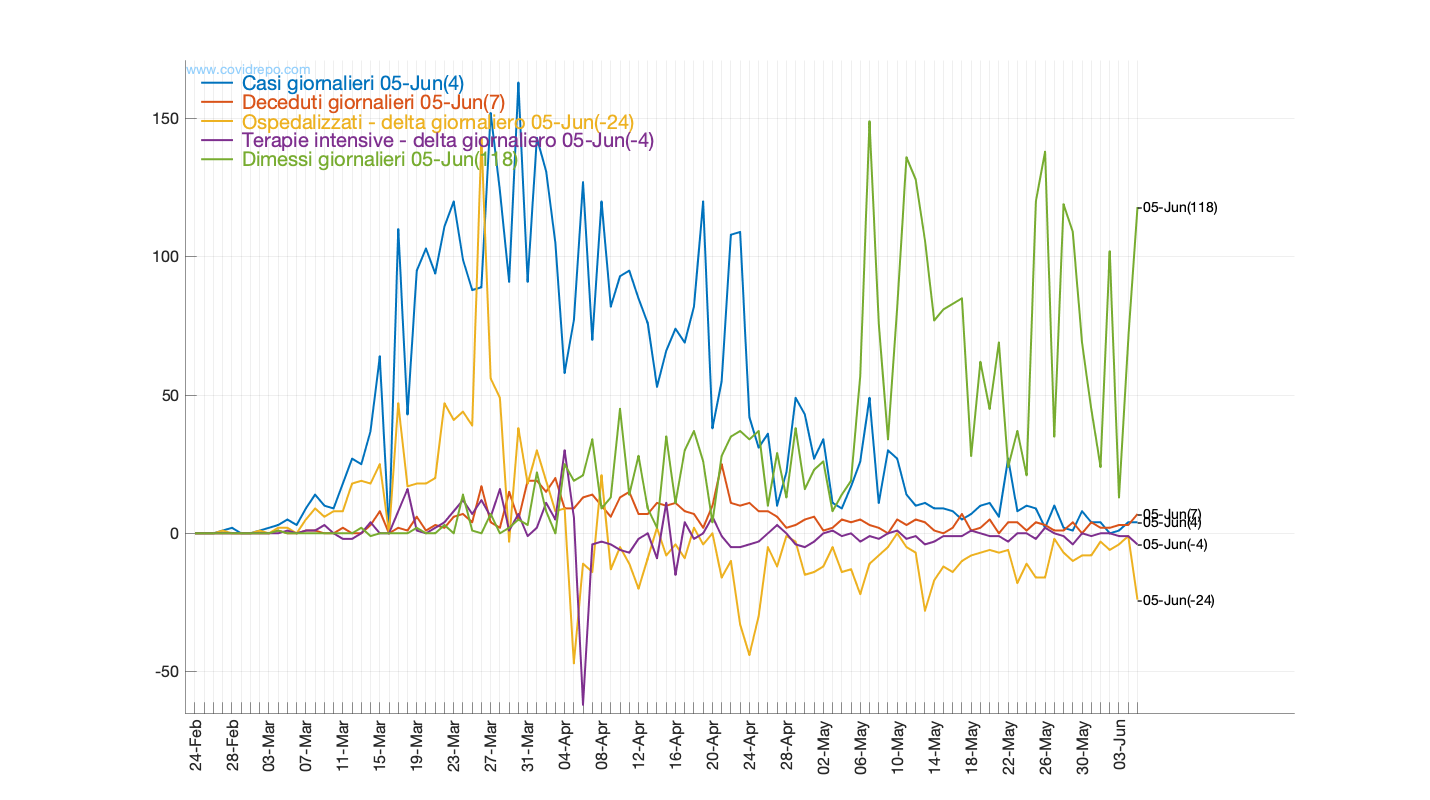 www.covidrepo.com
Casi giornalieri 05-Jun(4)
Deceduti giornalieri 05-Jun(7)
Ospedalizzati - delta giornaliero 05-Jun(-24)
Terapie intensive - delta giornaliero 05-Jun(-4)
Dimessi giornalieri 05-Jun(118)
150
100
50
0
-50
05-Jun(118)
05-Jun(7)
05-Jun(4)
05-Jun(-4)
05-Jun(-24)
24-Feb
28-Feb
03-Mar
07-Mar
11-Mar
15-Mar
19-Mar
23-Mar
27-Mar
31-Mar
04-Apr
08-Apr
12-Apr
16-Apr
20-Apr
24-Apr
28-Apr
02-May
06-May
10-May
14-May
18-May
22-May
26-May
30-May
03-Jun